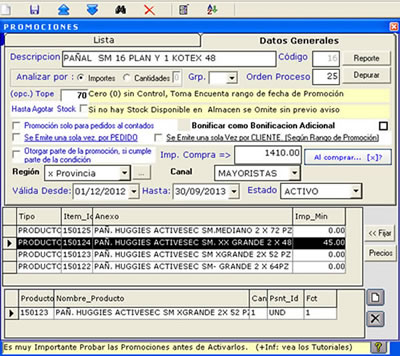 PROMOCIONES
Lista
Datos Generales
Descripcion PAÑAL SM 16 PLAN Y 1 KOTEX 48 Código 16 Reporte
Analizar por : Importes Cantidades 0 Grp. Orden Proceso 25 Depurar
(opc.) Tope 70 Cero (0) sin Control, Toma Encuenta rango de fecha de Promoción
Hasta Agotar Stock Si no hay Stock Disponible en Almacen se Omite sin previo aviso
Promoción solo para pedidos al contados Bonificar como Bonificacion Adicional
Se Emite una sola vez por PEDIDO Se Emite una sola Vez por CLIENTE (Según Rango de Promoción)
Otorgar parte de la promoción, si cumple parte de la condición
Imp. Compra => 1410.00 Al comprar... [x]?
Región x Provincia ... Canal MAYORISTAS
Válida Desde: 01/12/2012 Hasta: 30/09/2013 Estado ACTIVO
Tipo Item_Id Anexo Imp_Min
PRODUCTO 150125 PAÑ. HUGGIES ACTIVESEC SM.MEDIANO 2 X 72 PZ 0.00
PRODUCTO 150124 PAÑ. HUGGIES ACTIVESEC SM. XX GRANDE 2 X 48 45.00
PRODUCTO 150123 PAÑ. HUGGIES ACTIVESEC SM XGRANDE 2X 52 PZ 0.00
PRODUCTO 150122 PAÑ. HUGGIES ACTIVESEC SM- GRANDE 2 X 64PZ 0.00
<< Fijar
Precios
Producto Nombre_Producto Can Psnt_Id Fct
150123 PAÑ. HUGGIES ACTIVESEC SM XGRANDE 2X 52 P 1 UND 1
Es muy Importante Probar las Promociones antes de Activarlos. (+Inf: vea los Tutoriales)